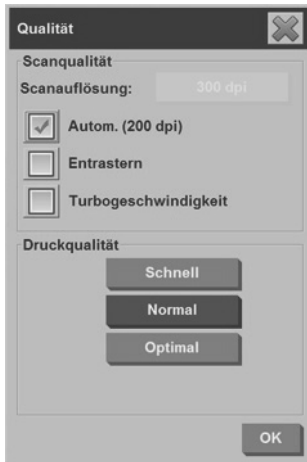 Qualität
Scanqualität
Scanauflösung: 300 dpi
Autom. (200 dpi)
Entrastern
Turbogeschwindigkeit
Druckqualität
Schnell
Normal
Optimal
OK